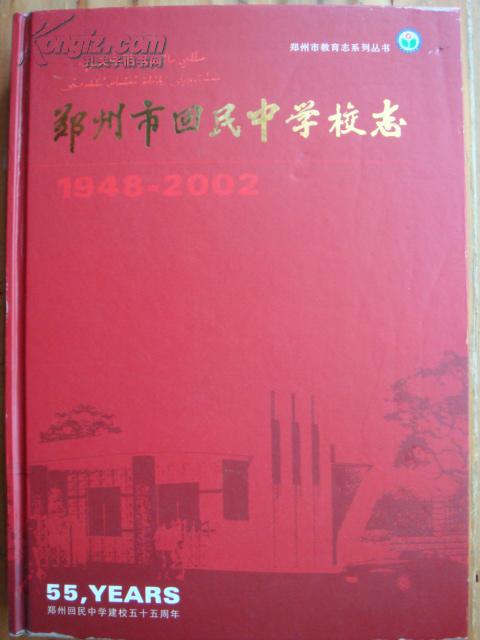 Kongfz.com
孔夫子旧书网
郑州市教育志系列丛书
郑州市回民中学校志
1948-2002
55,YEARS
郑州回民中学建校五十五周年